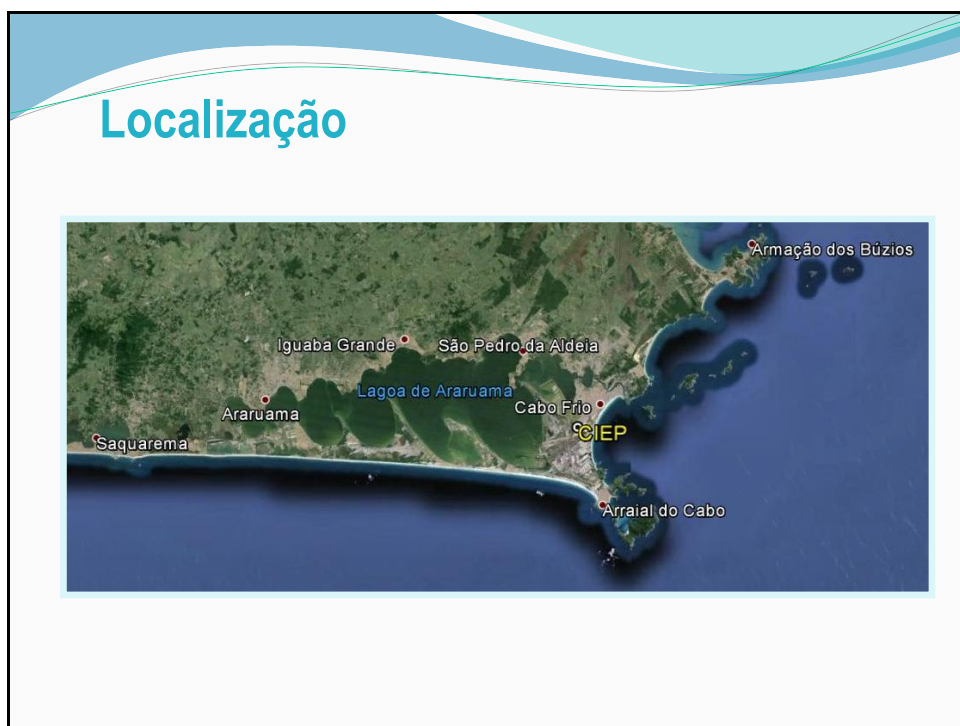 Localização
Armação dos Búzios
Iguaba Grande
São Pedro da Aldeia
Lagoa de Araruama
Araruama
Cabo Frio
CIEP
Saquarema
Arraial do Cabo